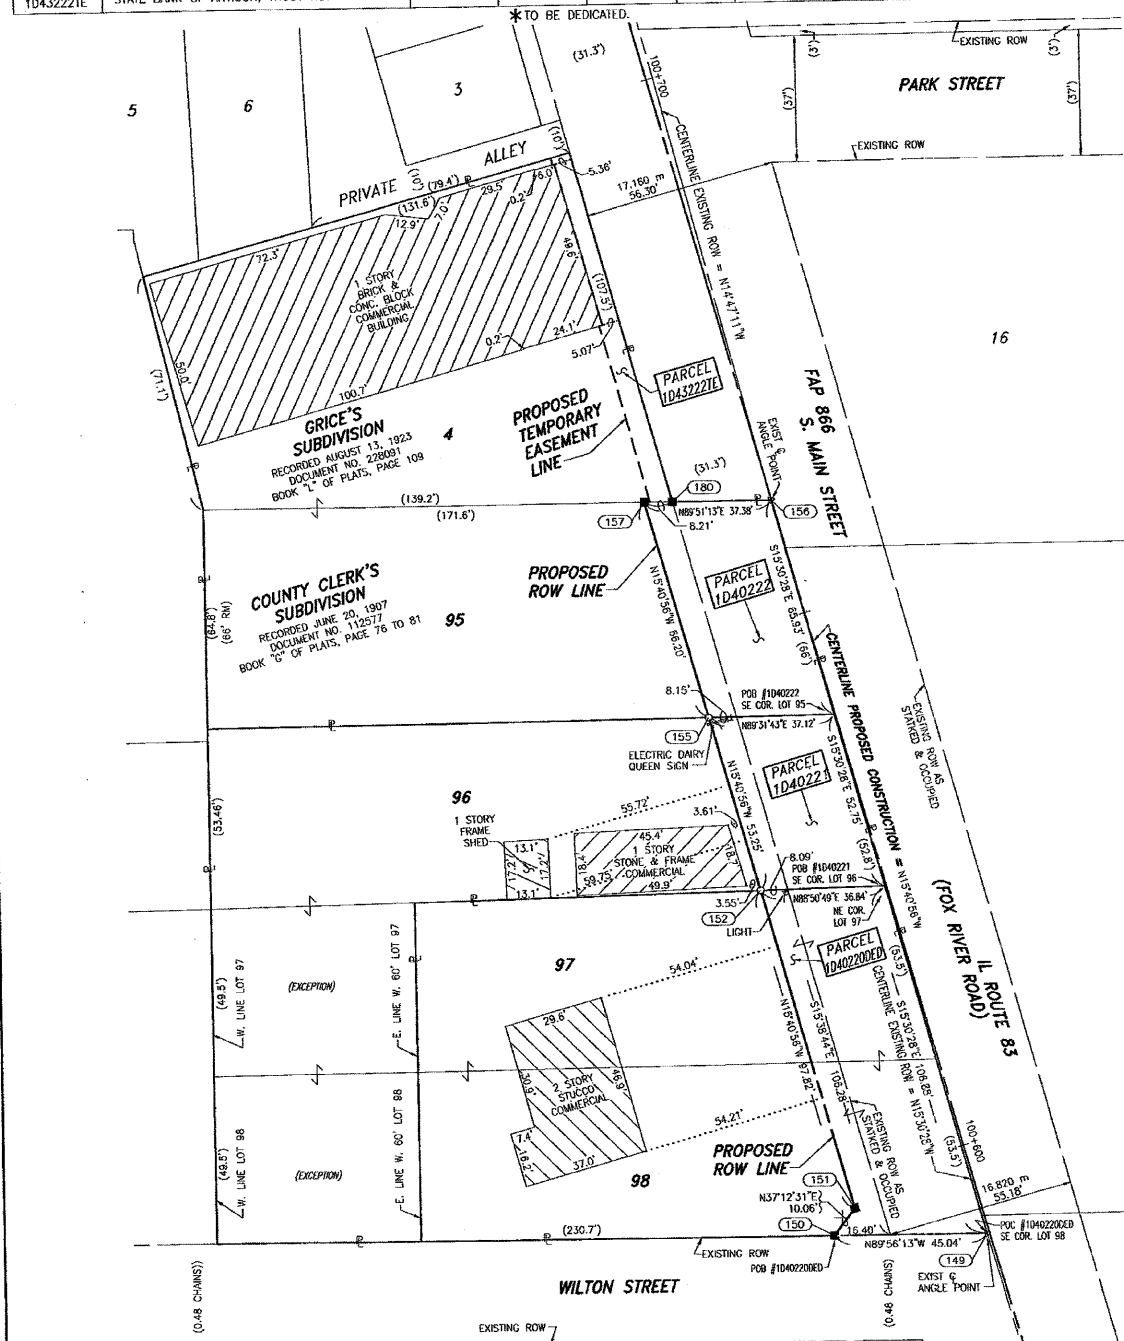 1D43222TE
*TO BE DEDICATED.
(31.3')
100+700
EXISTING ROW
(3')
(3')
PARK STREET
(37')
(37')
EXISTING ROW
5
6
3
PRIVATE
ALLEY
(10')
(10')
(79.4')
(131.6')
29.5'
6.0'
0.2'
12.9'
7.0'
5.36'
17.160 E
56.30'
CENTERLINE EXISTING ROW = N14°47'11"W
72.3'
1 STORY
BRICK &
CONC. BLOCK
COMMERCIAL
BUILDING
49.6'
(107.5')
0.2'
24.1'
5.07'
50.0'
100.7'
(71.1')
16
PARCEL
1D43222TE
PROPOSED
TEMPORARY
EASEMENT
LINE
GRICE'S
SUBDIVISION
RECORDED AUGUST 13, 1923
DOCUMENT NO. 228091
BOOK "L" OF PLATS, PAGE 109
4
FAP 866
S. MAIN STREET
EXIST ℄
ANGLE POINT
(31.3')
180
(139.2')
(171.6')
157
N89°51'13"E 37.38'
8.21'
156
COUNTY CLERK'S
SUBDIVISION
RECORDED JUNE 20, 1907
DOCUMENT NO. 112577
BOOK "G" OF PLATS, PAGE 76 TO 81
95
(64.8')
(66' RM)
PROPOSED
ROW LINE
N15°40'56"W 66.20'
PARCEL
1D40222
S15°30'28"E 65.93' (66')
CENTERLINE PROPOSED CONSTRUCTION = N15°40'56"W
EXISTING ROW AS
STATKED & OCCUPIED
8.15'
POB #1D40222
SE COR. LOT 95
155
N89°31'43"E 37.12'
ELECTRIC DAIRY
QUEEN SIGN
96
1 STORY
FRAME
SHED
55.72'
N15°40'56"W 53.25'
PARCEL
1D40221
S15°30'28"E 52.75' (52.8')
(53.46')
13.1'
17.2'
17.2'
13.1'
45.4'
3.61'
18.4'
1 STORY
STONE & FRAME
COMMERCIAL
18.7'
59.75'
49.9'
8.09'
POB #1D40221
SE COR. LOT 96
3.55'
152
N88°50'49"E 36.84'
NE COR.
LOT 97
LIGHT
PARCEL
1D40220DED
(FOX RIVER ROAD)
IL ROUTE 83
97
(49.5')
W. LINE LOT 97
(EXCEPTION)
E. LINE W. 60' LOT 97
54.04'
N15°40'56"W 97.82'
S15°38'44"E 106.28'
(53.5')
S15°30'28"E 106.88'
CENTERLINE EXISTING ROW = N15°30'28"W
29.6'
30.9'
2 STORY
STUCCO
COMMERCIAL
46.9'
7.4'
16.2'
37.0'
54.21'
EXISTING ROW AS
STATKED & OCCUPIED
100+600
(53.5')
(49.5')
W. LINE LOT 98
(EXCEPTION)
E. LINE W. 60' LOT 98
98
PROPOSED
ROW LINE
151
N37°12'31"E
10.06'
150
16.40'
16.820 E
55.18'
POC #1D40220DED
SE COR. LOT 98
(230.7')
EXISTING ROW
N89°56'13"W 45.04'
149
POB #1D40220DED
EXIST ℄
ANGLE POINT
WILTON STREET
(0.48 CHAINS)
(0.48 CHAINS)
EXISTING ROW